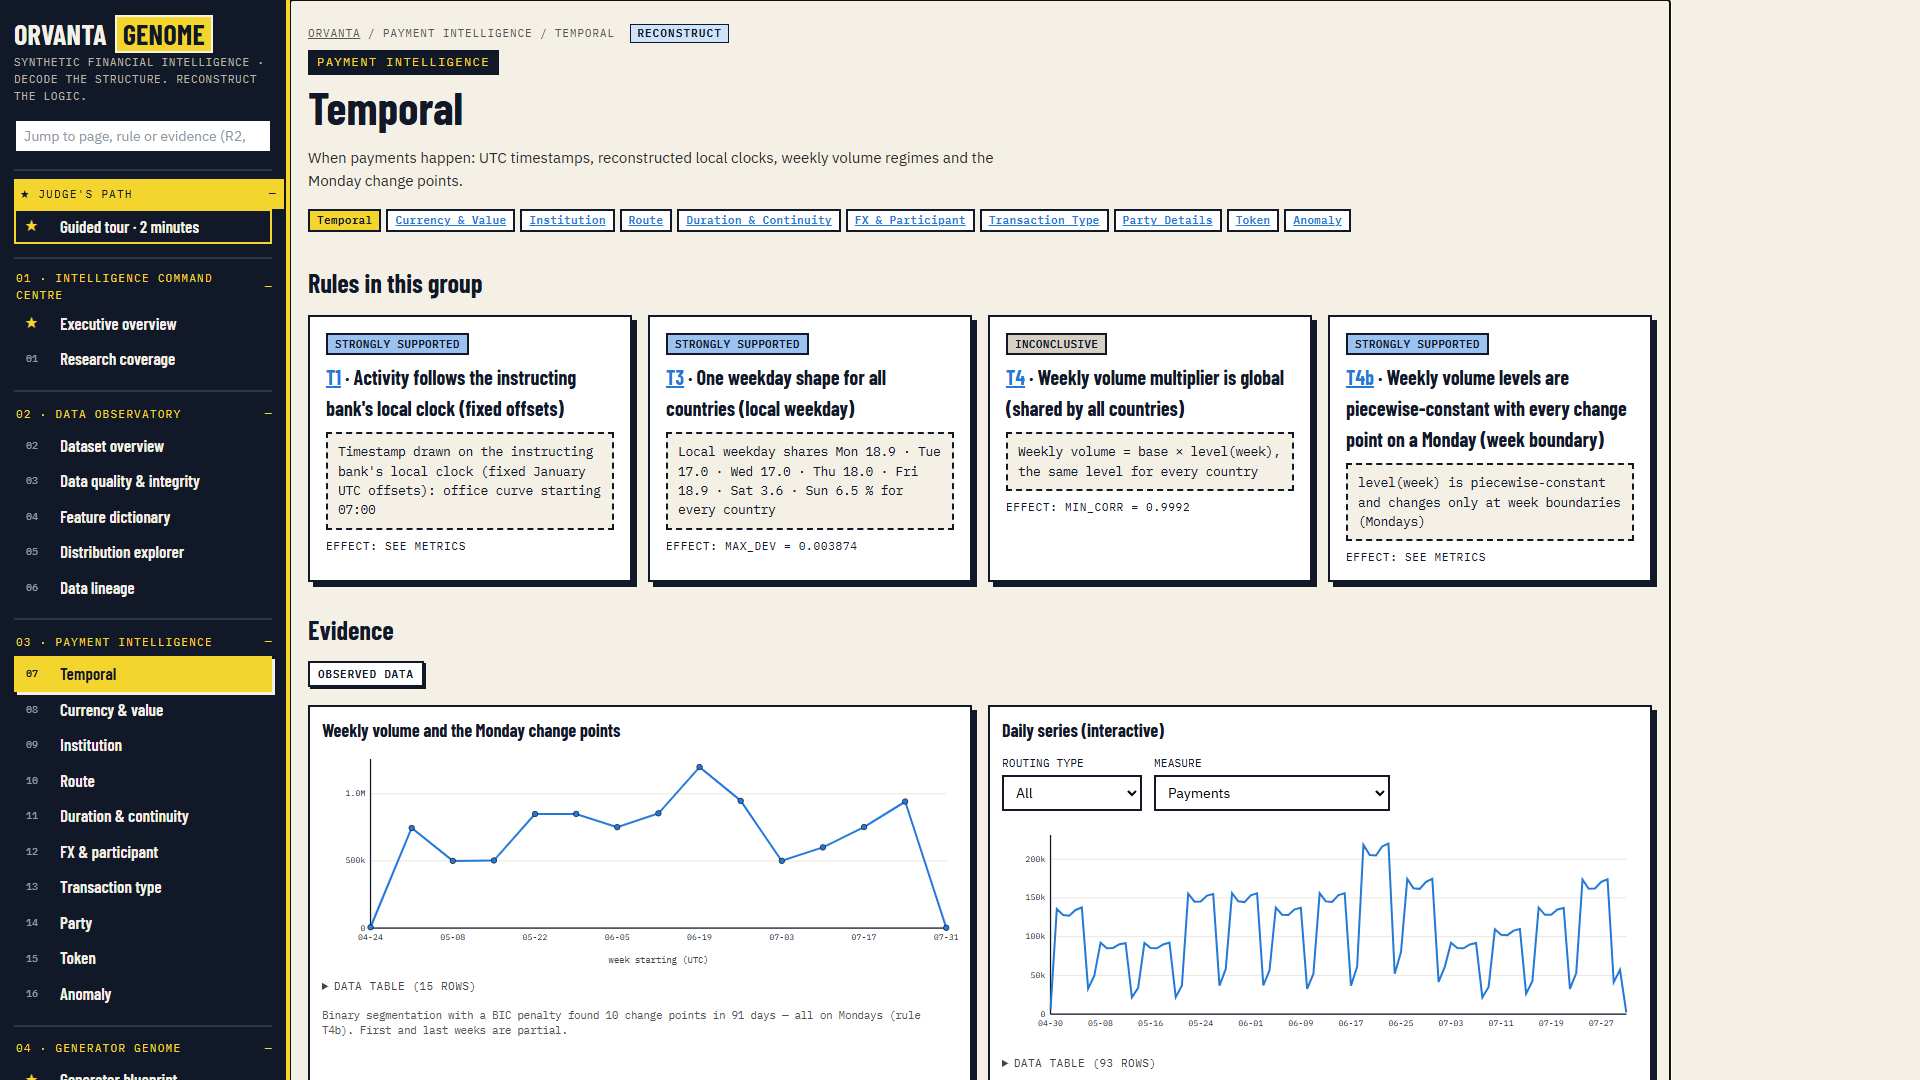 ORVANTA GENOME
SYNTHETIC FINANCIAL INTELLIGENCE ·
DECODE THE STRUCTURE. RECONSTRUCT
THE LOGIC.
Jump to page, rule or evidence (R2,
★ JUDGE'S PATH −
★ Guided tour · 2 minutes
01 · INTELLIGENCE COMMAND
CENTRE −
★ Executive overview
01 Research coverage
02 · DATA OBSERVATORY −
02 Dataset overview
03 Data quality & integrity
04 Feature dictionary
05 Distribution explorer
06 Data lineage
03 · PAYMENT INTELLIGENCE −
07 Temporal
08 Currency & value
09 Institution
10 Route
11 Duration & continuity
12 FX & participant
13 Transaction type
14 Party
15 Token
16 Anomaly
04 · GENERATOR GENOME −
★ Generator blueprint
ORVANTA / PAYMENT INTELLIGENCE / TEMPORAL RECONSTRUCT
PAYMENT INTELLIGENCE
Temporal
When payments happen: UTC timestamps, reconstructed local clocks, weekly volume regimes and the
Monday change points.
Temporal Currency & Value Institution Route Duration & Continuity FX & Participant Transaction Type Party Details Token Anomaly
Rules in this group
STRONGLY SUPPORTED
T1 · Activity follows the instructing
bank's local clock (fixed offsets)
Timestamp drawn on the instructing
bank's local clock (fixed January
UTC offsets): office curve starting
07:00
EFFECT: SEE METRICS
STRONGLY SUPPORTED
T3 · One weekday shape for all
countries (local weekday)
Local weekday shares Mon 18.9 · Tue
17.0 · Wed 17.0 · Thu 18.0 · Fri
18.9 · Sat 3.6 · Sun 6.5 % for
every country
EFFECT: MAX_DEV = 0.003874
INCONCLUSIVE
T4 · Weekly volume multiplier is global
(shared by all countries)
Weekly volume = base × level(week),
the same level for every country
EFFECT: MIN_CORR = 0.9992
STRONGLY SUPPORTED
T4b · Weekly volume levels are
piecewise-constant with every change
point on a Monday (week boundary)
level(week) is piecewise-constant
and changes only at week boundaries
(Mondays)
EFFECT: SEE METRICS
Evidence
OBSERVED DATA
Weekly volume and the Monday change points
1.0M
500k
0
04-24 05-08 05-22 06-05 06-19 07-03 07-17 07-31
week starting (UTC)
▶ DATA TABLE (15 ROWS)
Binary segmentation with a BIC penalty found 10 change points in 91 days — all on Mondays (rule
T4b). First and last weeks are partial.
Daily series (interactive)
ROUTING TYPE MEASURE
All Payments
200k
150k
100k
50k
0
04-30 05-08 05-16 05-24 06-01 06-09 06-17 06-25 07-03 07-11 07-19 07-27
▶ DATA TABLE (93 ROWS)